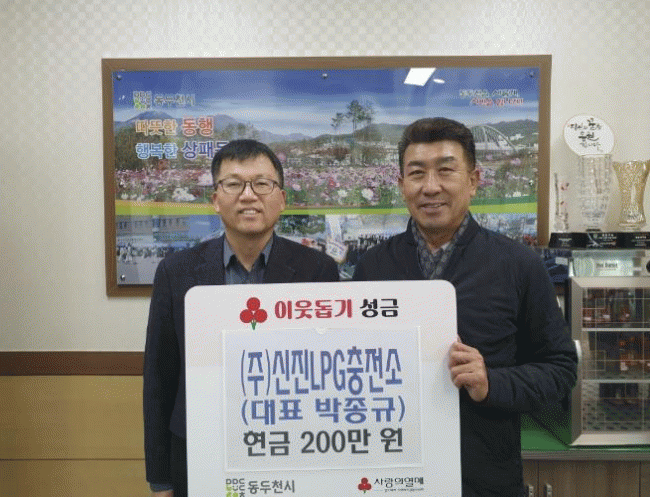 동두천시
따뜻한 동행
행복한 상패동
이웃돕기 성금
(주)신진LPG충전소
(대표 박종규)
현금 200만 원
동두천시
사랑의열매